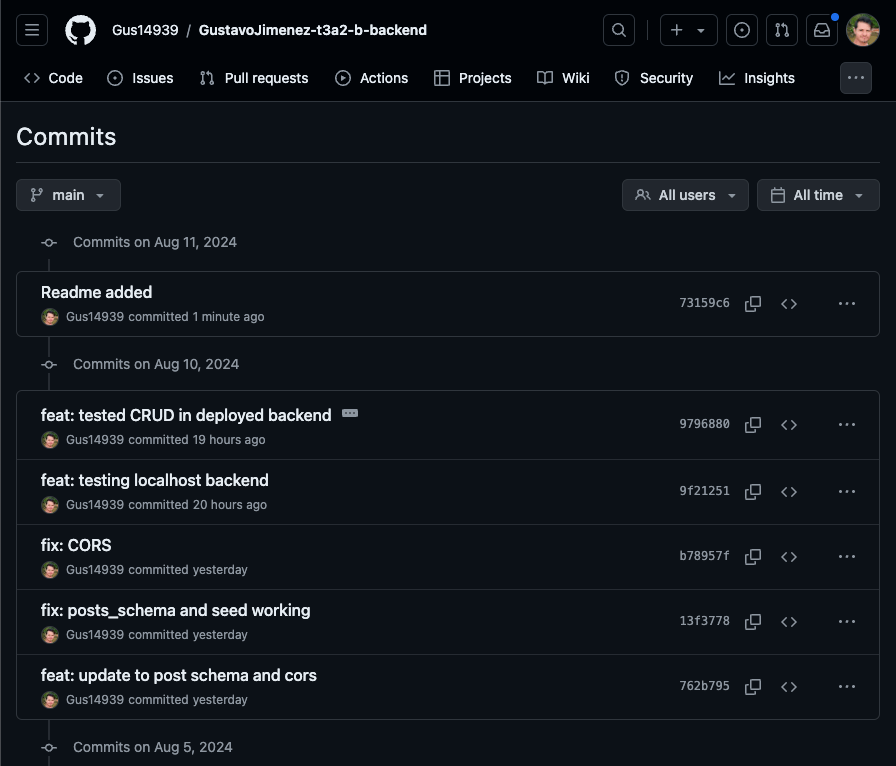 Gus14939 / GustavoJimenez-t3a2-b-backend
Code Issues Pull requests Actions Projects Wiki Security Insights
Commits
main All users All time
Commits on Aug 11, 2024
Readme added
73159c6
Gus14939 committed 1 minute ago
Commits on Aug 10, 2024
feat: tested CRUD in deployed backend
9796880
Gus14939 committed 19 hours ago
feat: testing localhost backend
9f21251
Gus14939 committed 20 hours ago
fix: CORS
b78957f
Gus14939 committed yesterday
fix: posts_schema and seed working
13f3778
Gus14939 committed yesterday
feat: update to post schema and cors
762b795
Gus14939 committed yesterday
Commits on Aug 5, 2024